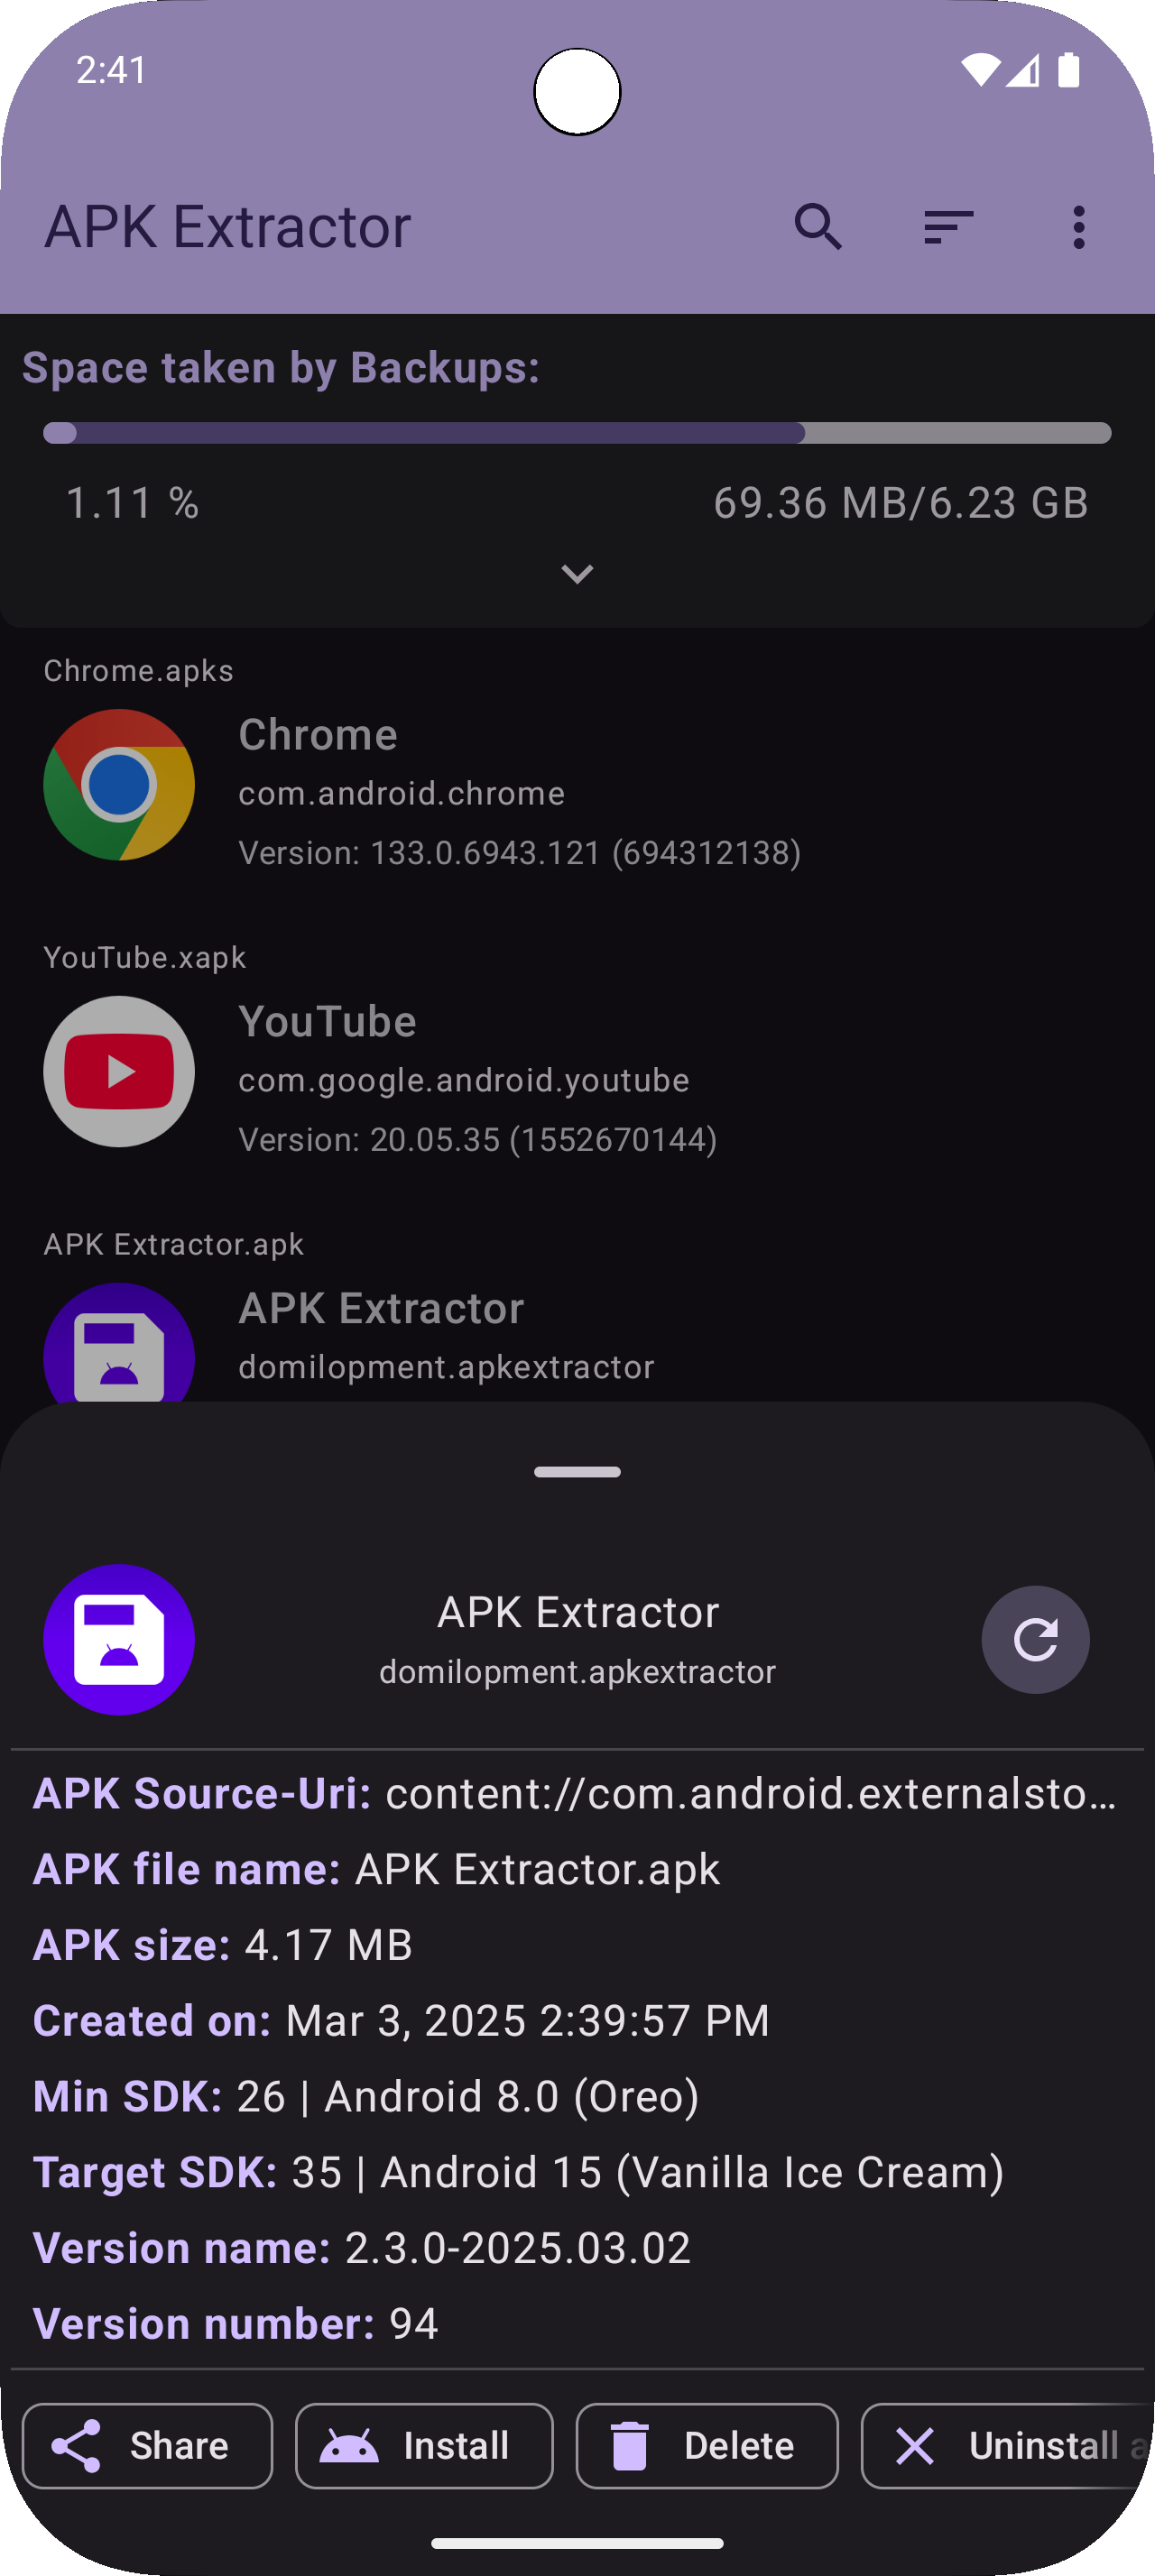 2:41
APK Extractor
Space taken by Backups:
1.11 % 69.36 MB/6.23 GB
Chrome.apks
Chrome
com.android.chrome
Version: 133.0.6943.121 (694312138)
YouTube.xapk
YouTube
com.google.android.youtube
Version: 20.05.35 (1552670144)
APK Extractor.apk
APK Extractor
domilopment.apkextractor
APK Extractor
domilopment.apkextractor
APK Source-Uri: content://com.android.externalsto…
APK file name: APK Extractor.apk
APK size: 4.17 MB
Created on: Mar 3, 2025 2:39:57 PM
Min SDK: 26 | Android 8.0 (Oreo)
Target SDK: 35 | Android 15 (Vanilla Ice Cream)
Version name: 2.3.0-2025.03.02
Version number: 94
Share Install Delete Uninstall